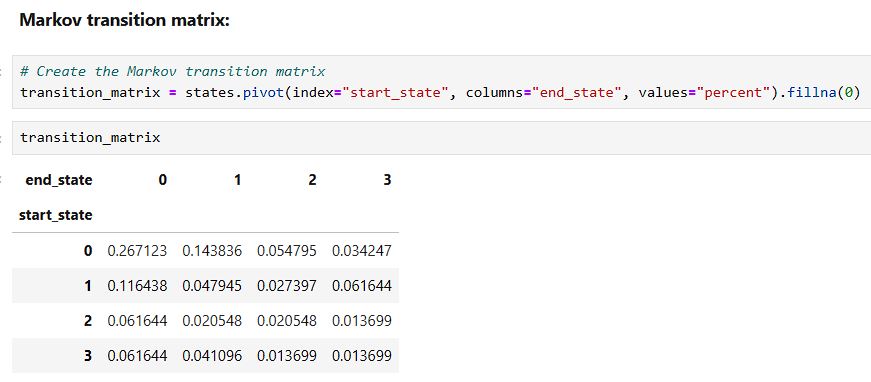 Markov transition matrix:
# Create the Markov transition matrix
transition_matrix = states.pivot(index="start_state", columns="end_state", values="percent").fillna(0)
transition_matrix
end_state 0 1 2 3
start_state
0 0.267123 0.143836 0.054795 0.034247
1 0.116438 0.047945 0.027397 0.061644
2 0.061644 0.020548 0.020548 0.013699
3 0.061644 0.041096 0.013699 0.013699